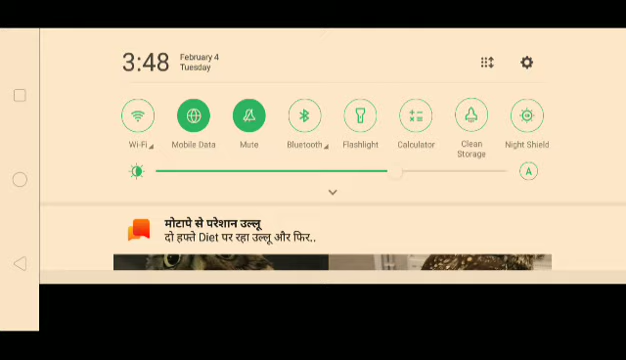 3:48
February 4
Tuesday
Wi-Fi
Mobile Data
Mute
Bluetooth
Flashlight
Calculator
Clean
Storage
Night Shield
A
मोटापे से परेशान उल्लू
दो हफ्ते Diet पर रहा उल्लू और फिर..